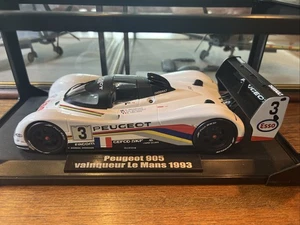 3
PEUGEOT
3
Esso
Peugeot 905
vainqueur Le Mans 1993